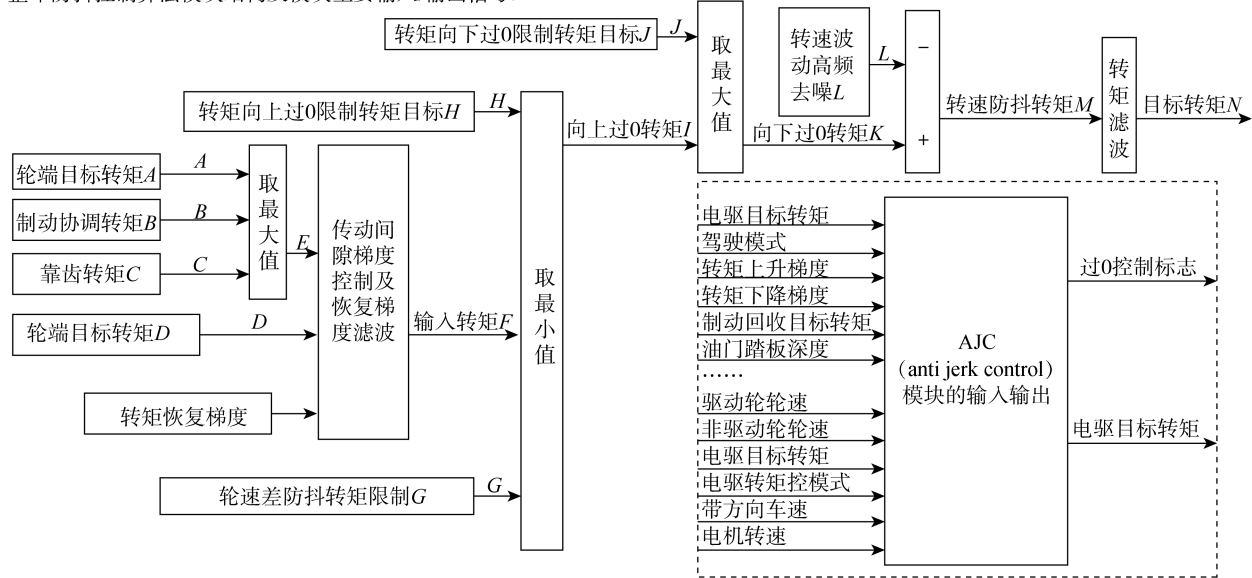 转矩向下过0限制转矩目标J
J
取最大值
转速波动高频去噪L
L
−
+
转矩向上过0限制转矩目标H
H
向上过0转矩I
向下过0转矩K
转速防抖转矩M
转矩滤波
目标转矩N
轮端目标转矩A
A
制动协调转矩B
B
靠齿转矩C
C
取最大值
E
轮端目标转矩D
D
转矩恢复梯度
传动间隙梯度控制及恢复梯度滤波
输入转矩F
取最小值
轮速差防抖转矩限制G
G
电驱目标转矩
驾驶模式
转矩上升梯度
转矩下降梯度
制动回收目标转矩
油门踏板深度
……
驱动轮轮速
非驱动轮轮速
电驱目标转矩
电驱转矩控模式
带方向车速
电机转速
AJC
（anti jerk control）
模块的输入输出
过0控制标志
电驱目标转矩